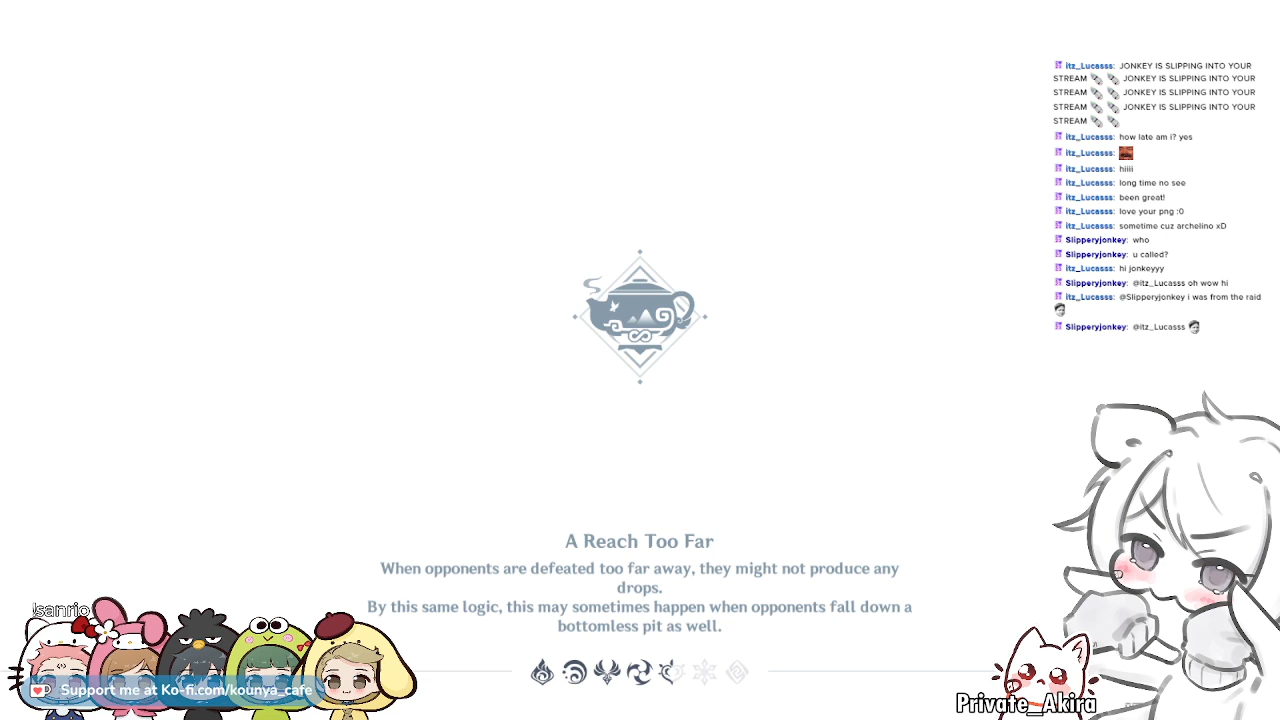 itz_Lucasss: JONKEY IS SLIPPING INTO YOUR
STREAM JONKEY IS SLIPPING INTO YOUR
STREAM JONKEY IS SLIPPING INTO YOUR
STREAM JONKEY IS SLIPPING INTO YOUR
STREAM
itz_Lucasss: how late am i? yes
itz_Lucasss:
itz_Lucasss: hiiii
itz_Lucasss: long time no see
itz_Lucasss: been great!
itz_Lucasss: love your png :0
itz_Lucasss: sometime cuz archelino xD
Slipperyjonkey: who
Slipperyjonkey: u called?
itz_Lucasss: hi jonkeyyy
Slipperyjonkey: @itz_Lucasss oh wow hi
itz_Lucasss: @Slipperyjonkey i was from the raid
Slipperyjonkey: @itz_Lucasss
A Reach Too Far
When opponents are defeated too far away, they might not produce any
drops.
By this same logic, this may sometimes happen when opponents fall down a
bottomless pit as well.
!sanrio
Support me at Ko-fi.com/kounya_cafe
Private_Akira